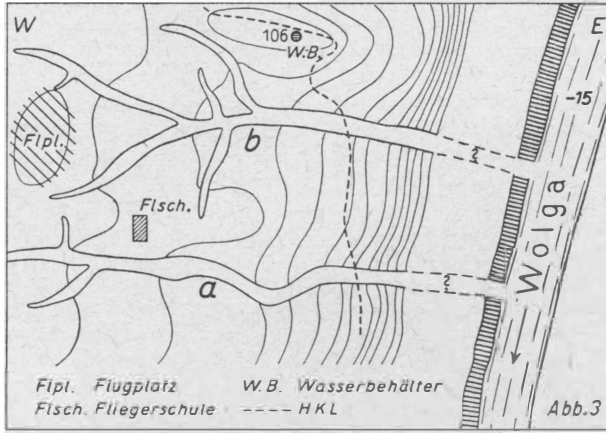 W
E
106
W.B.
-15
Flpl.
b
Flsch.
Wolga
a
Flpl. Flugplatz
W.B. Wasserbehälter
Flsch. Fliegerschule
---- HKL
Abb.3